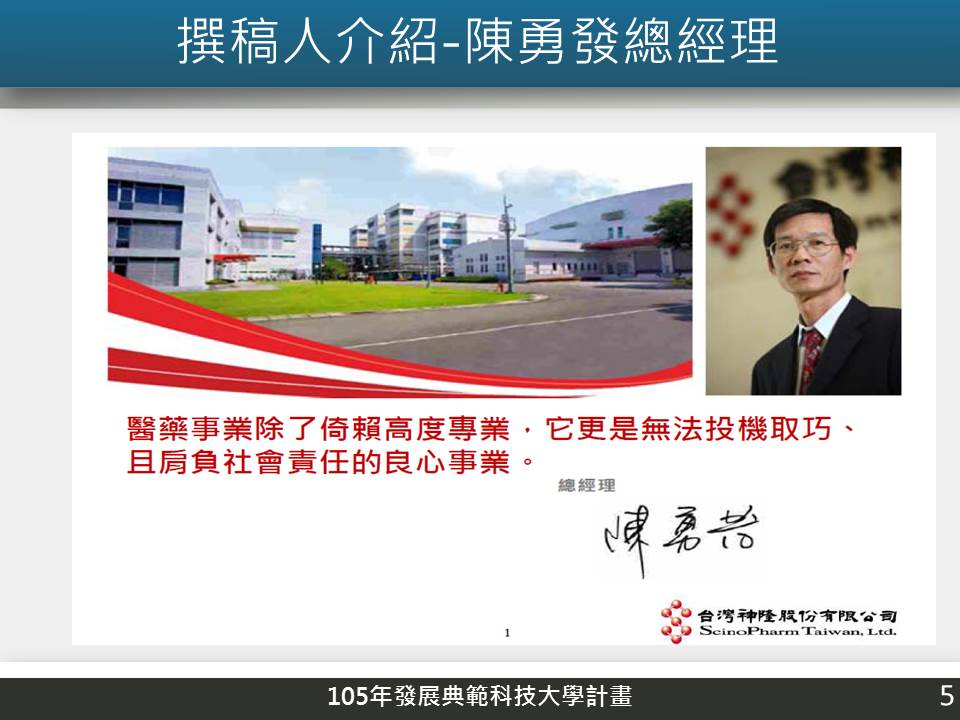 撰稿人介紹-陳勇發總經理
醫藥事業除了倚賴高度專業，它更是無法投機取巧、
且肩負社會責任的良心事業。
總經理
陳勇發
台灣神隆股份有限公司
ScinoPharm Taiwan, Ltd.
1
105年發展典範科技大學計畫
5